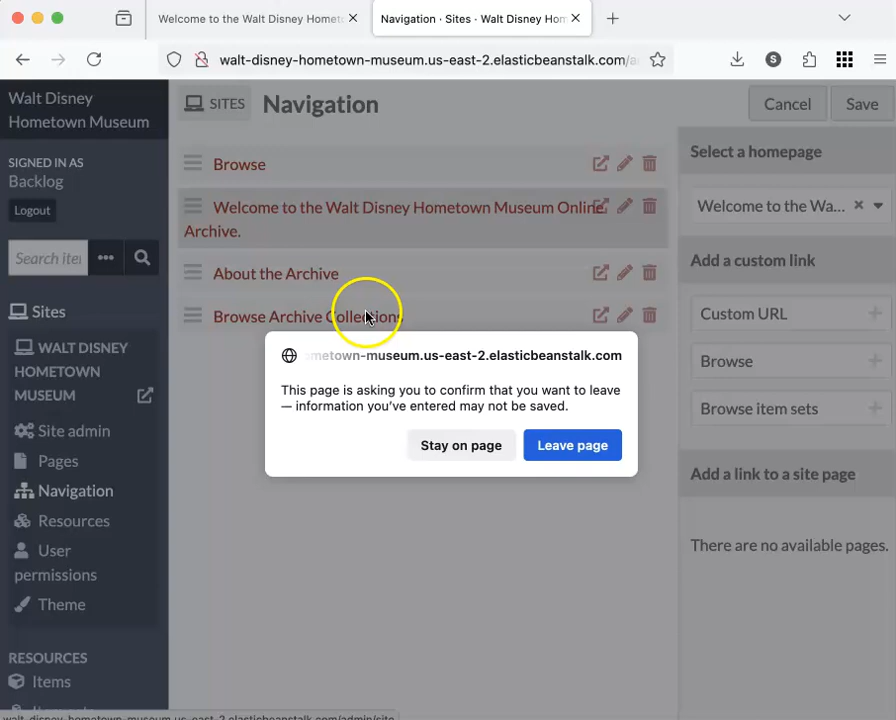 Welcome to the Walt Disney Homet
Navigation · Sites · Walt Disney Hom
walt-disney-hometown-museum.us-east-2.elasticbeanstalk.com/a
S
Walt Disney
Hometown Museum
SITES
Navigation
Cancel
Save
SIGNED IN AS
Backlog
Logout
Search ite
Sites
WALT DISNEY
HOMETOWN
MUSEUM
Site admin
Pages
Navigation
Resources
User
permissions
Theme
RESOURCES
Items
Browse
Welcome to the Walt Disney Hometown Museum Online
Archive.
About the Archive
Browse Archive Collections
ometown-museum.us-east-2.elasticbeanstalk.com
This page is asking you to confirm that you want to leave
— information you've entered may not be saved.
Stay on page
Leave page
Select a homepage
Welcome to the Wa...
Add a custom link
Custom URL
Browse
Browse item sets
Add a link to a site page
There are no available pages.
walt-disney-hometown-museum.us-east-2.elasticbeanstalk.com/admin/site